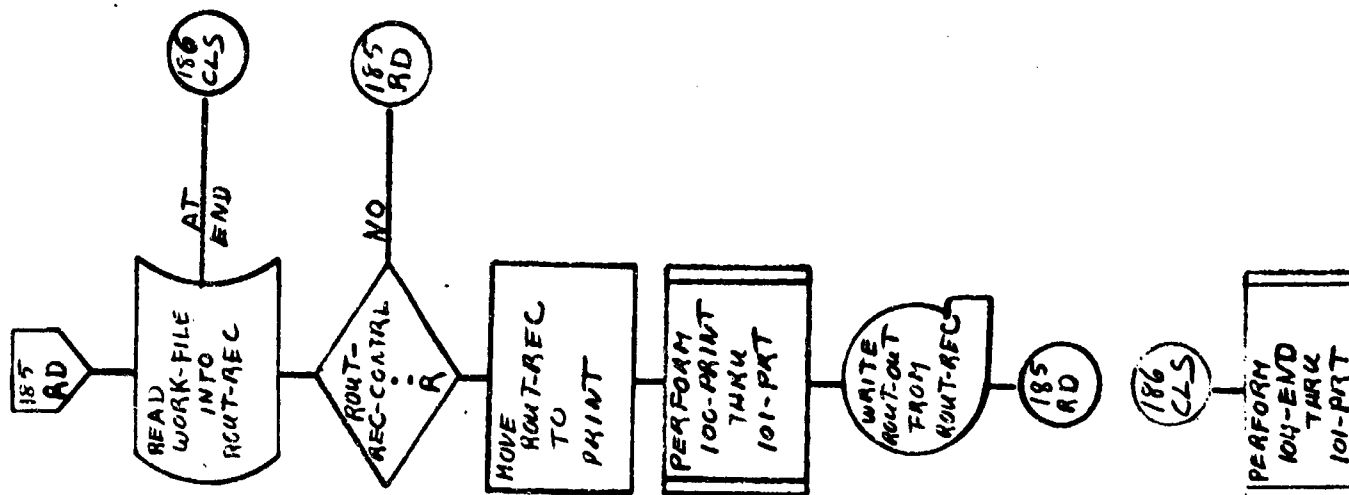 185
RD
READ
WORK-FILE
INTO
ROUT-REC
AT
END
186
CLS
ROUT-
REC-CONTRL
:
R
NO
185
RD
MOVE
ROUT-REC
TO
PRINT
PERFORM
100-PRINT
THRU
101-PRT
WRITE
ROUT-OUT
FROM
ROUT-REC
185
RD
186
CLS
PERFORM
104-END
THRU
101-PRT